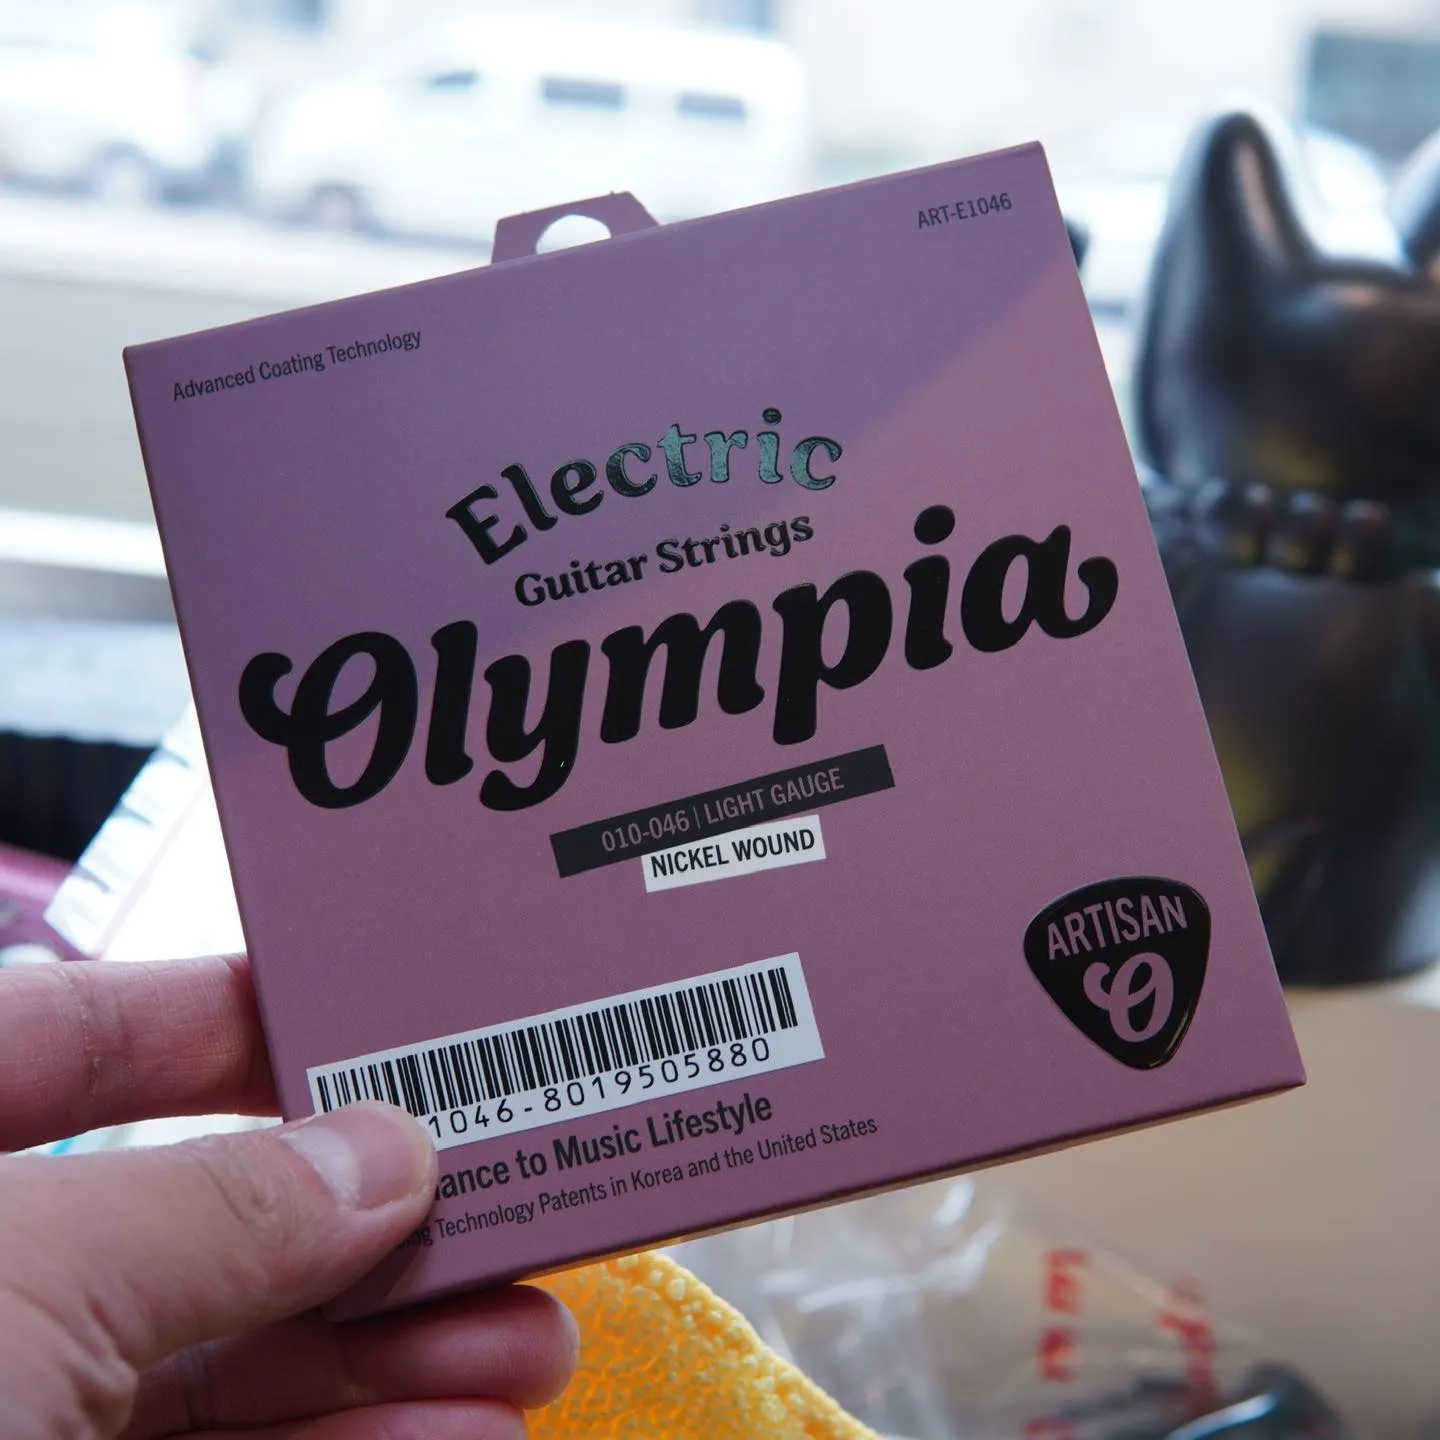 ART-E1046
Advanced Coating Technology
Electric
Guitar Strings
Olympia
010-046 | LIGHT GAUGE
NICKEL WOUND
ARTISAN
O
1046-8019505880
to Music Lifestyle
Technology Patents in Korea and the United States